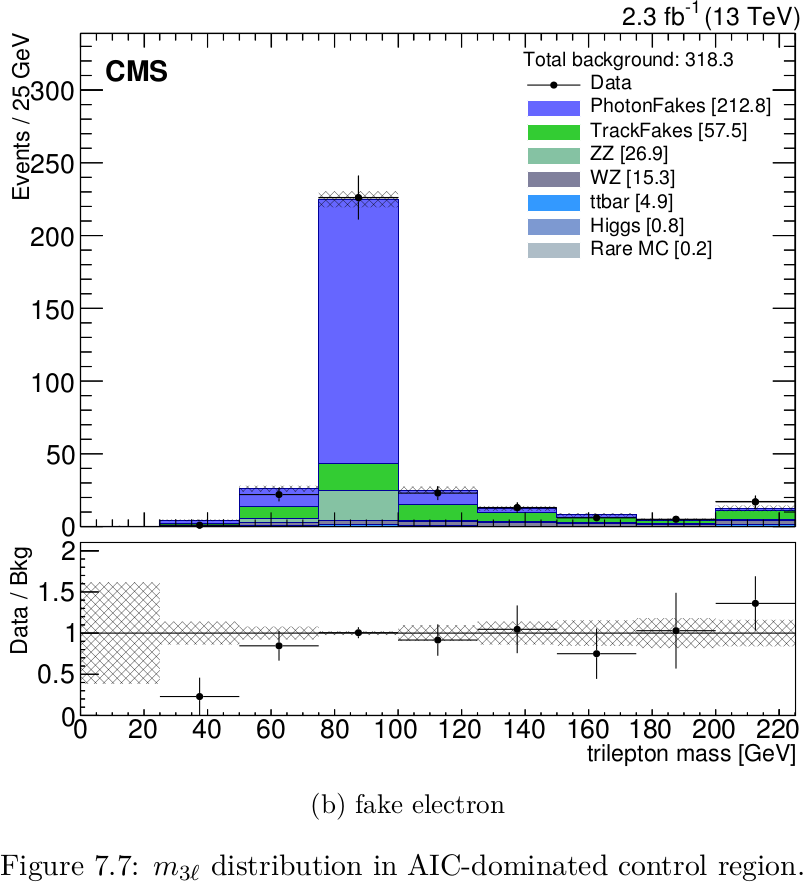 2.3 fb⁻¹ (13 TeV)
CMS
Total background: 318.3
Data
PhotonFakes [212.8]
TrackFakes [57.5]
ZZ [26.9]
WZ [15.3]
ttbar [4.9]
Higgs [0.8]
Rare MC [0.2]
Events / 25 GeV
300
250
200
150
100
50
0
Data / Bkg
2
1.5
1
0.5
0
0 20 40 60 80 100 120 140 160 180 200 220
trilepton mass [GeV]
(b) fake electron
Figure 7.7: m₃ℓ distribution in AIC-dominated control region.